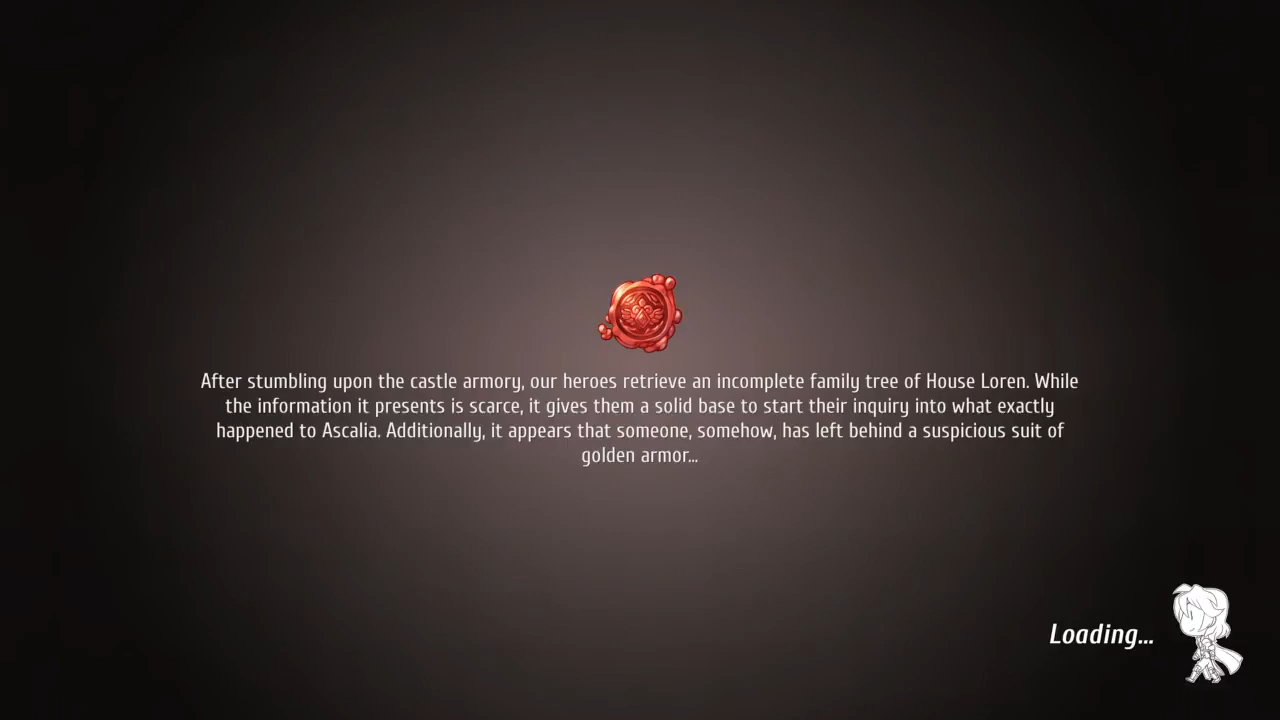 After stumbling upon the castle armory, our heroes retrieve an incomplete family tree of House Loren. While
the information it presents is scarce, it gives them a solid base to start their inquiry into what exactly
happened to Ascalia. Additionally, it appears that someone, somehow, has left behind a suspicious suit of
golden armor...
Loading...